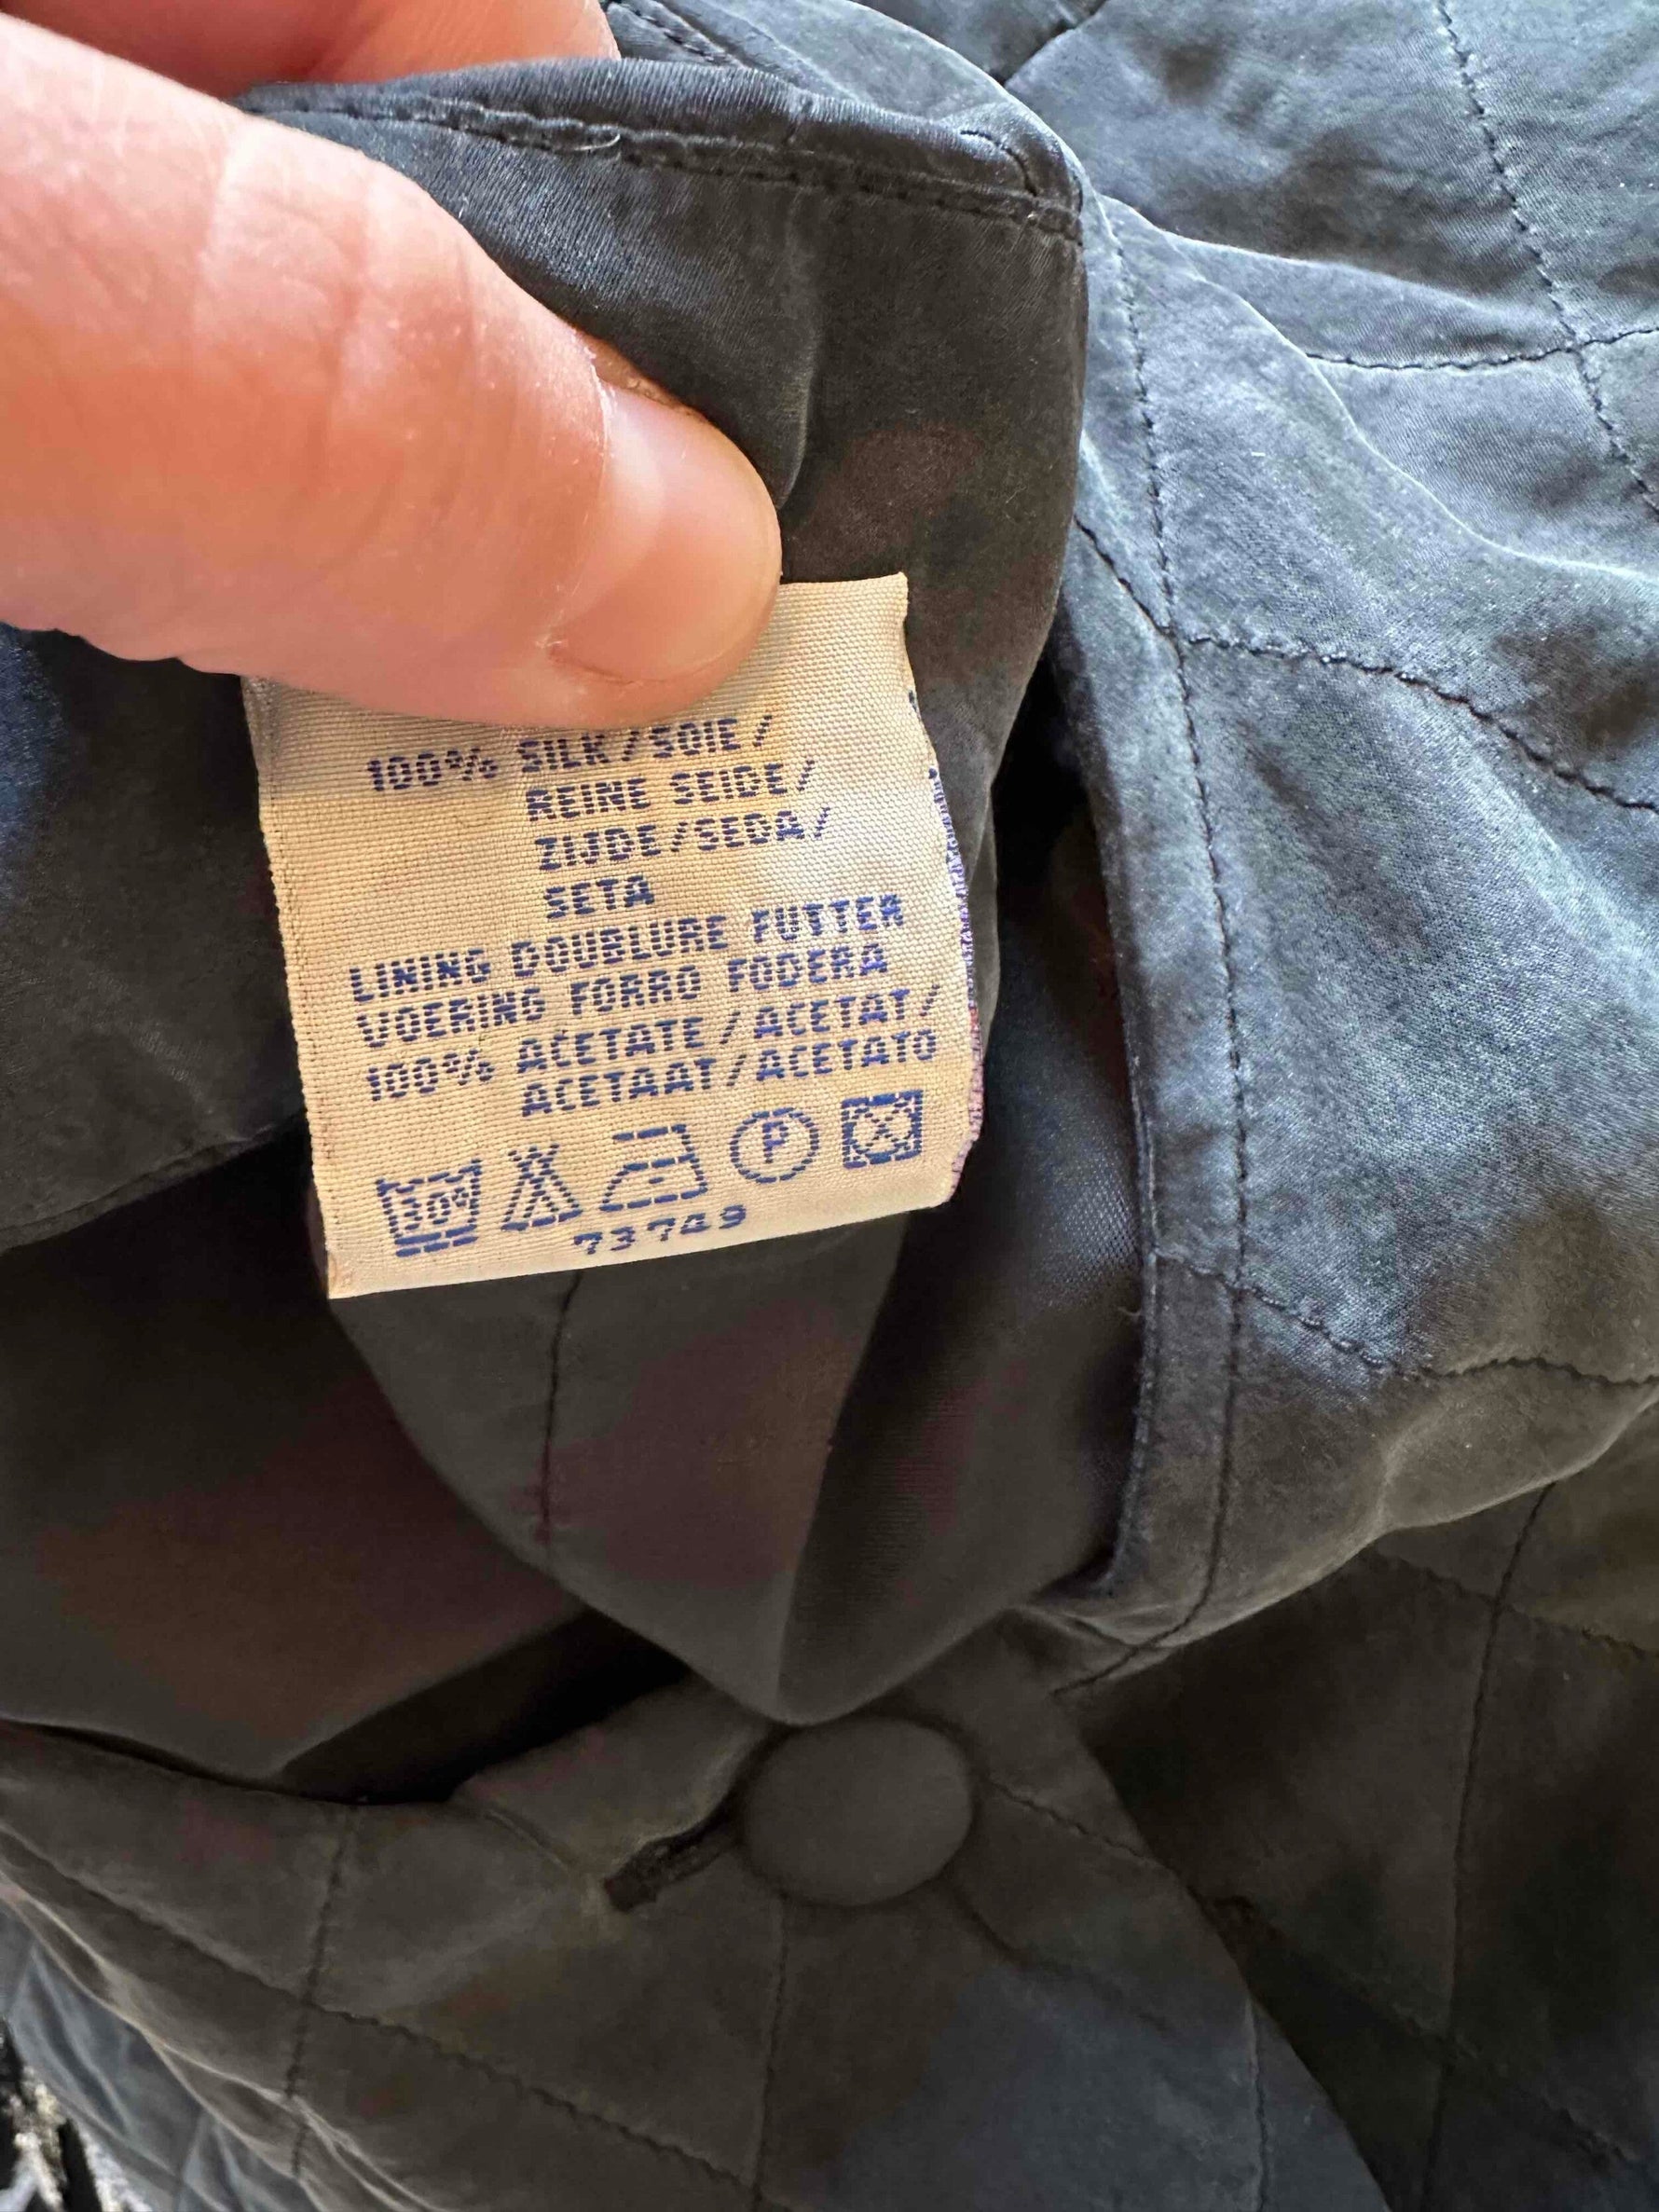 100% SILK/SOIE/
REINE SEIDE/
ZIJDE/SEDA/
SETA
LINING DOUBLURE FUTTER
VOERING FORRO FODERA
100% ACETATE/ACETAT/
ACETAAT/ACETATO
30° P
73749